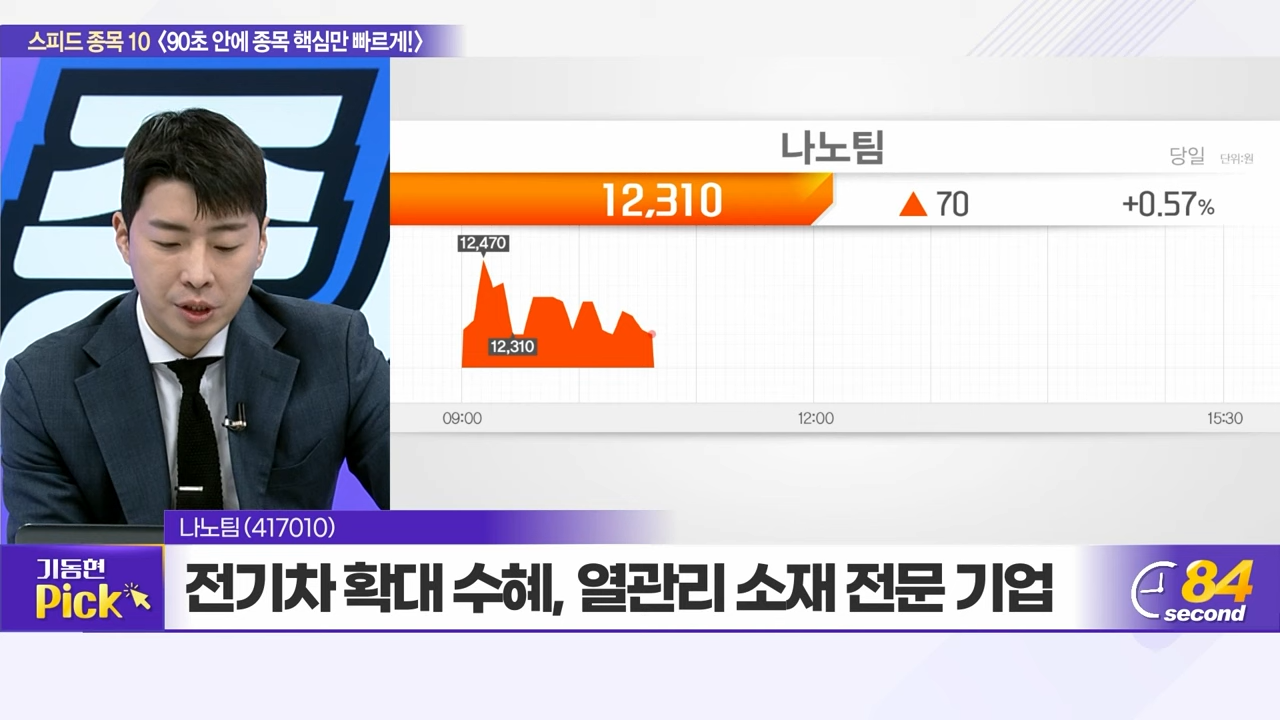 스피드 종목 10 <90초 안에 종목 핵심만 빠르게!>
나노팀
당일 단위:원
12,310 ▲ 70 +0.57%
12,470
12,310
09:00 12:00 15:30
나노팀(417010)
기동현
Pick
전기차 확대 수혜, 열관리 소재 전문 기업
84
second